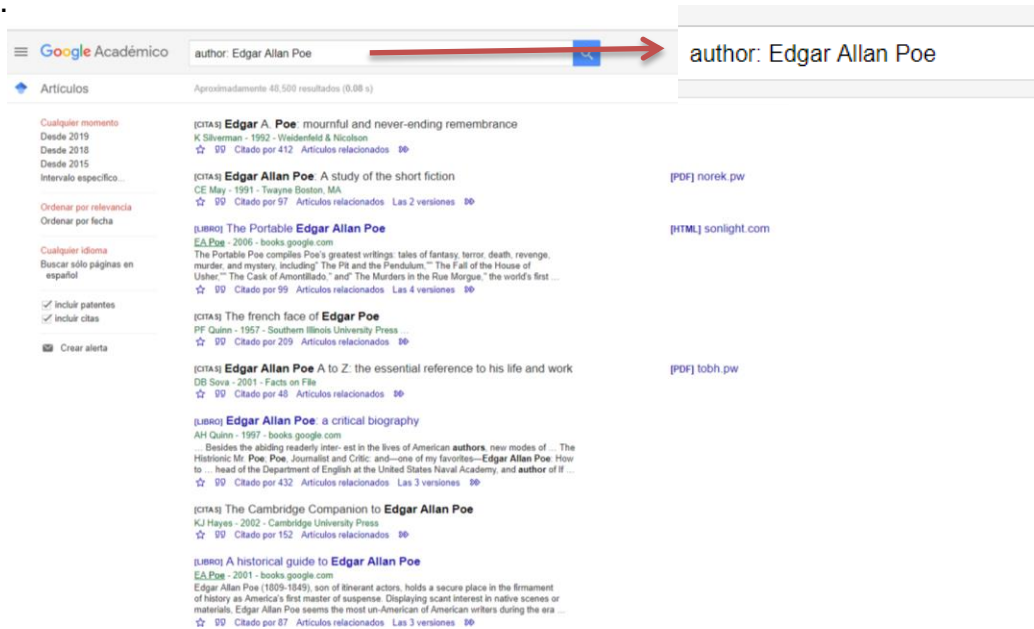 .
Google Académico
author: Edgar Allan Poe
author: Edgar Allan Poe
Artículos
Aproximadamente 48,500 resultados (0.08 s)
Cualquier momento
Desde 2019
Desde 2018
Desde 2015
Intervalo específico...
Ordenar por relevancia
Ordenar por fecha
Cualquier idioma
Buscar sólo páginas en
español
incluir patentes
incluir citas
Crear alerta
[CITAS] Edgar A. Poe: mournful and never-ending remembrance
K Silverman - 1992 - Weidenfeld & Nicolson
Citado por 412 Artículos relacionados
[CITAS] Edgar Allan Poe: A study of the short fiction
CE May - 1991 - Twayne Boston, MA
Citado por 97 Artículos relacionados Las 2 versiones
[PDF] norek.pw
[LIBRO] The Portable Edgar Allan Poe
EA Poe - 2006 - books.google.com
The Portable Poe compiles Poe's greatest writings: tales of fantasy, terror, death, revenge,
murder, and mystery, including" The Pit and the Pendulum,"" The Fall of the House of
Usher,"" The Cask of Amontillado," and" The Murders in the Rue Morgue," the world's first ...
Citado por 99 Artículos relacionados Las 4 versiones
[HTML] sonlight.com
[CITAS] The french face of Edgar Poe
PF Quinn - 1957 - Southern Illinois University Press ...
Citado por 209 Artículos relacionados
[CITAS] Edgar Allan Poe A to Z: the essential reference to his life and work
DB Sova - 2001 - Facts on File
Citado por 48 Artículos relacionados
[PDF] tobh.pw
[LIBRO] Edgar Allan Poe: a critical biography
AH Quinn - 1997 - books.google.com
... Besides the abiding readerly inter- est in the lives of American authors, new modes of ... The
Histrionic Mr. Poe; Poe, Journalist and Critic: and—one of my favorites—Edgar Allan Poe: How
to ... head of the Department of English at the United States Naval Academy, and author of If ...
Citado por 432 Artículos relacionados Las 3 versiones
[CITAS] The Cambridge Companion to Edgar Allan Poe
KJ Hayes - 2002 - Cambridge University Press
Citado por 152 Artículos relacionados
[LIBRO] A historical guide to Edgar Allan Poe
EA Poe - 2001 - books.google.com
Edgar Allan Poe (1809-1849), son of itinerant actors, holds a secure place in the firmament
of history as America's first master of suspense. Displaying scant interest in native scenes or
materials, Edgar Allan Poe seems the most un-American of American writers during the era ...
Citado por 87 Artículos relacionados Las 3 versiones